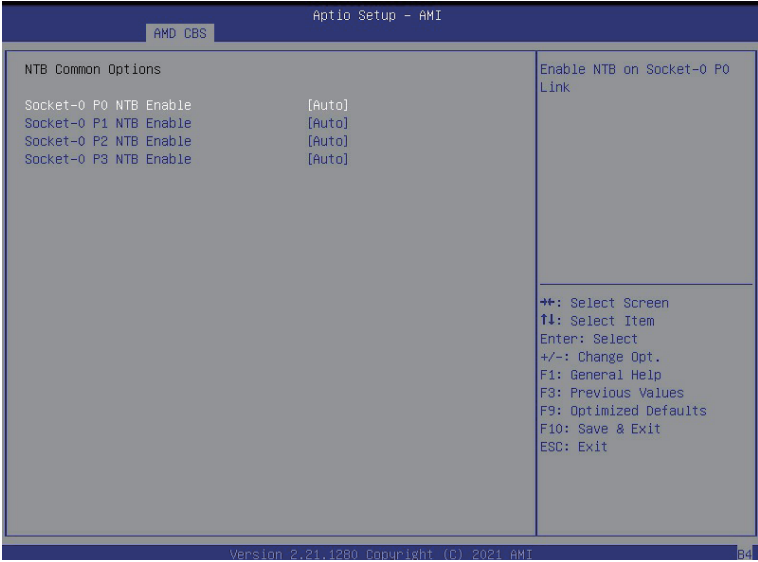 Aptio Setup – AMI
AMD CBS
NTB Common Options
Socket-0 P0 NTB Enable [Auto]
Socket-0 P1 NTB Enable [Auto]
Socket-0 P2 NTB Enable [Auto]
Socket-0 P3 NTB Enable [Auto]
Enable NTB on Socket-0 P0
Link
→←: Select Screen
↑↓: Select Item
Enter: Select
+/-: Change Opt.
F1: General Help
F3: Previous Values
F9: Optimized Defaults
F10: Save & Exit
ESC: Exit
Version 2.21.1280 Copyright (C) 2021 AMI
B4